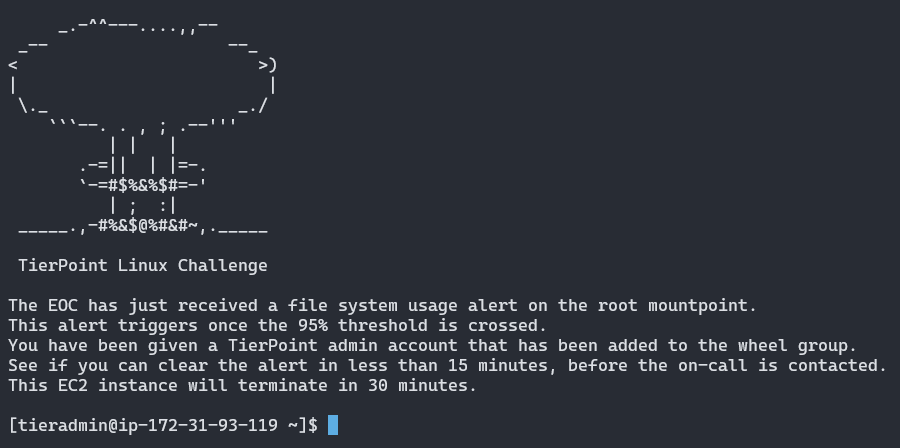 _.-^^---....,,--
 _--                  --_
<                        >)
|                         |
 \._                   _./
    ```--. . , ; .--'''
          | |   |
       .-=||  | |=-.
       `-=#$%&%$#=-'
          | ;  :|
 _____.,-#%&$@%#&#~,._____

 TierPoint Linux Challenge

The EOC has just received a file system usage alert on the root mountpoint.
This alert triggers once the 95% threshold is crossed.
You have been given a TierPoint admin account that has been added to the wheel group.
See if you can clear the alert in less than 15 minutes, before the on-call is contacted.
This EC2 instance will terminate in 30 minutes.

[tieradmin@ip-172-31-93-119 ~]$